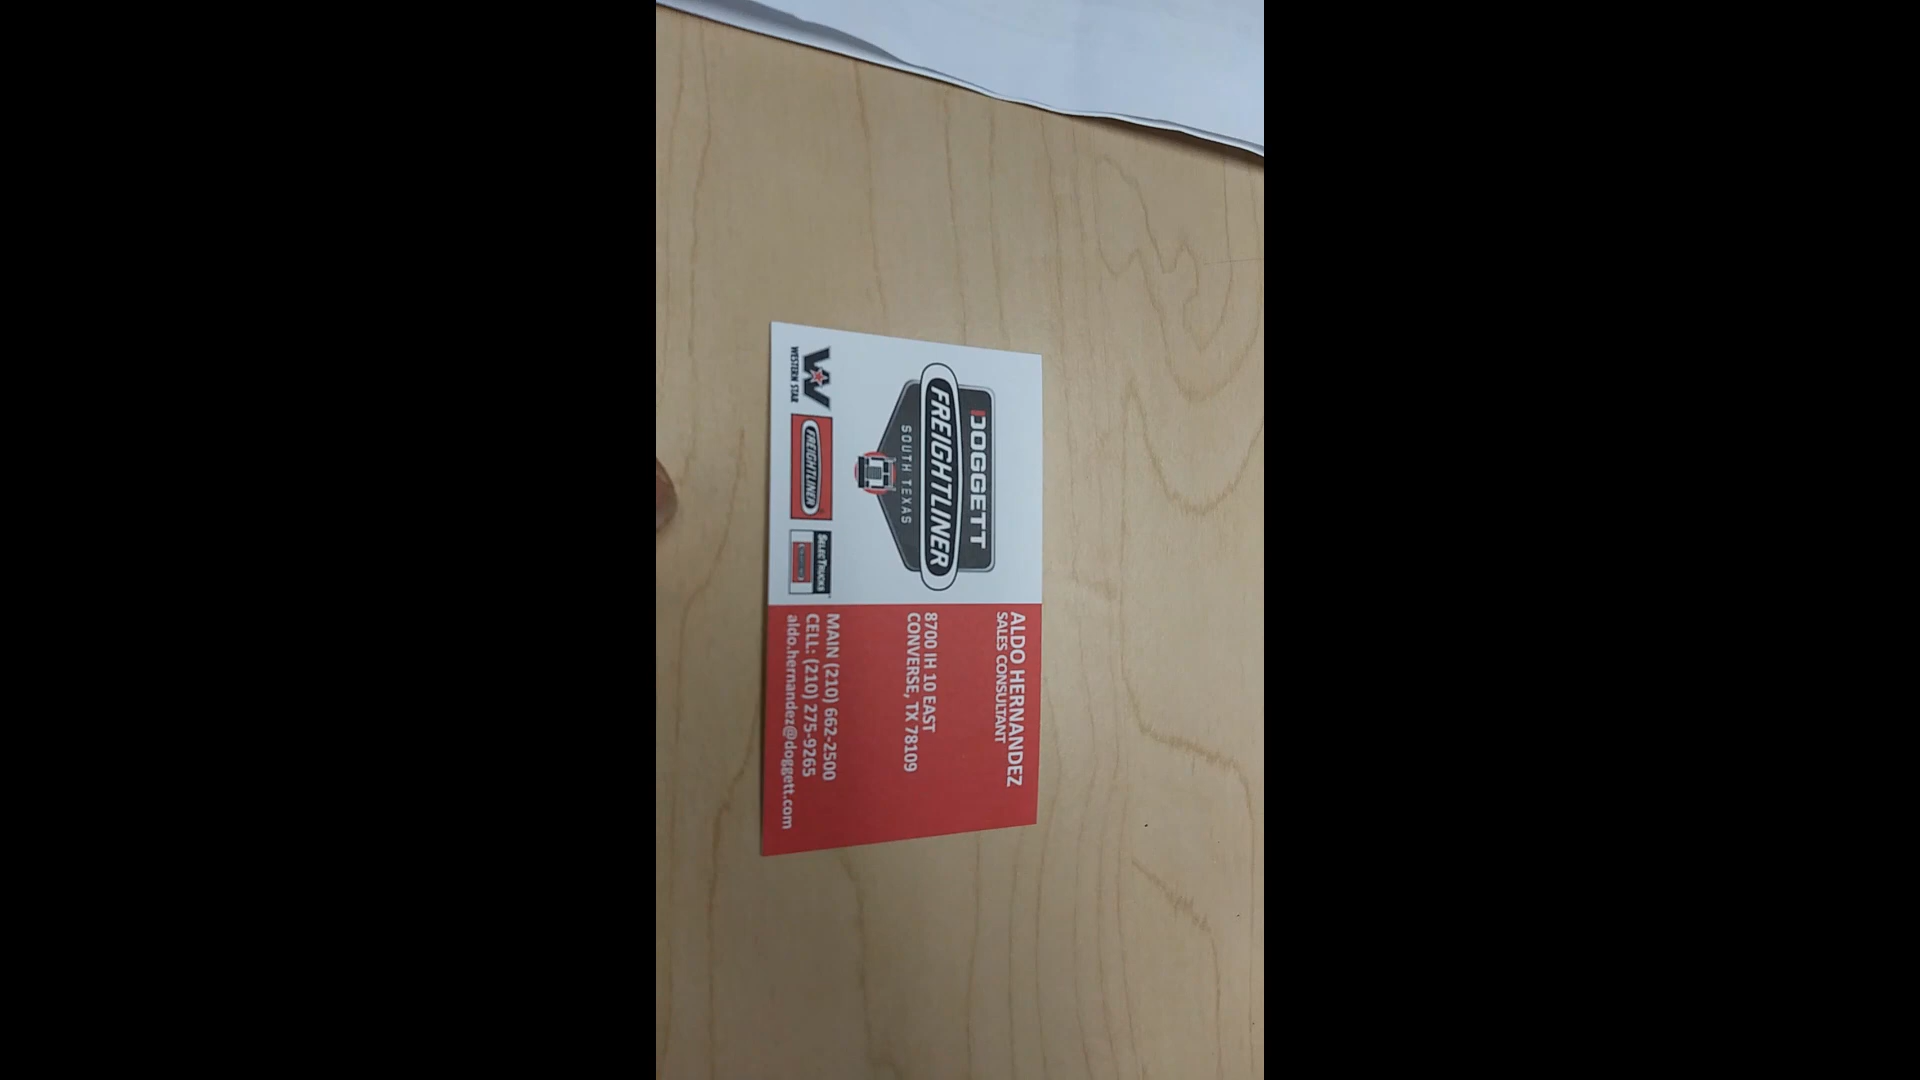 DOGGETT
FREIGHTLINER
SOUTH TEXAS
WESTERN STAR
FREIGHTLINER
SELECTRUCKS
ALDO HERNANDEZ
SALES CONSULTANT
8700 IH 10 EAST
CONVERSE, TX 78109
MAIN (210) 662-2500
CELL: (210) 275-9265
aldo.hernandez@doggett.com